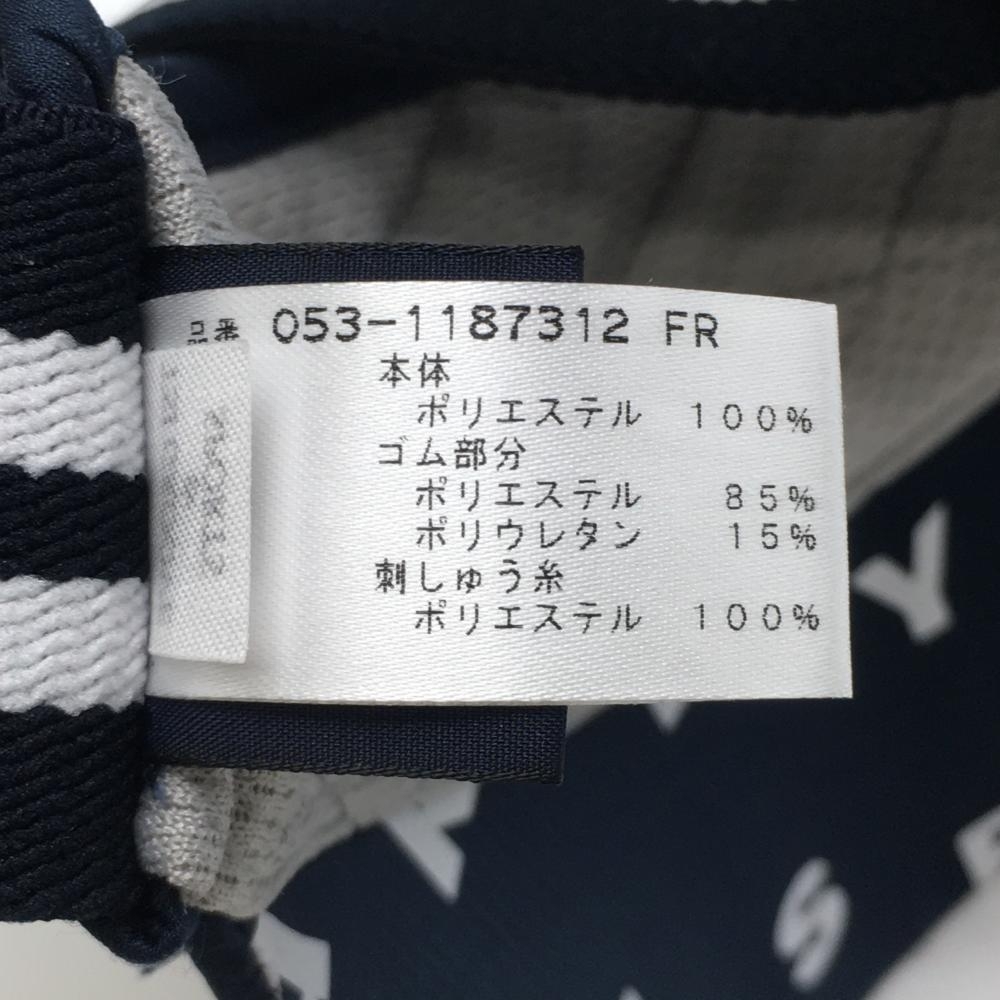 品番 053-1187312 FR
本体
ポリエステル 100%
ゴム部分
ポリエステル 85%
ポリウレタン 15%
刺しゅう糸
ポリエステル 100%
Y
S